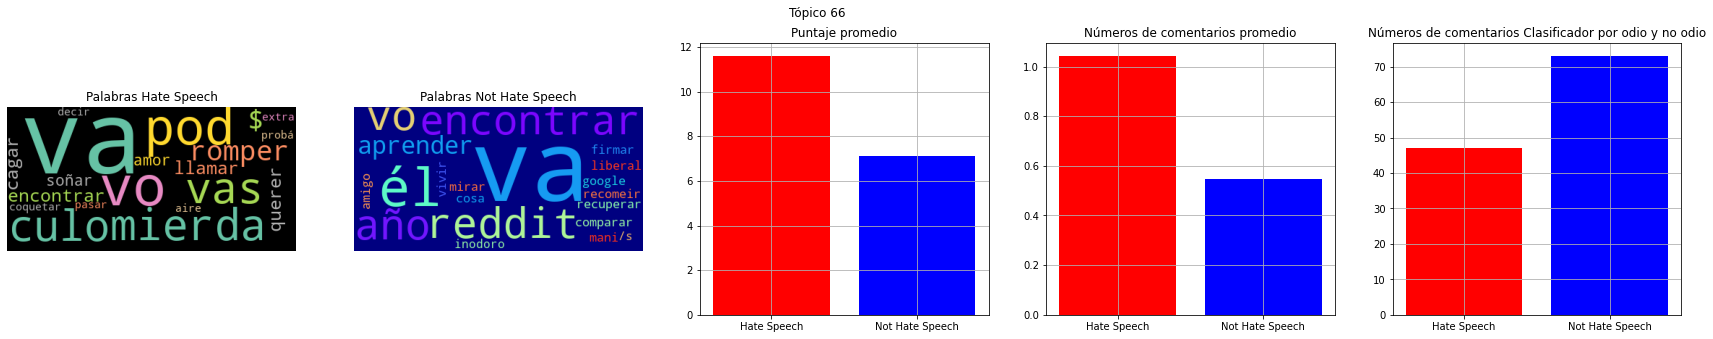 Tópico 66
Palabras Hate Speech
decir
va
pod
$
extra
probá
romper
cagar
amor
llamar
soñar
vo
vas
querer
encontrar
coquetar
pasar
aire
culomierda
Palabras Not Hate Speech
vo
encontrar
aprender
va
firmar
liberal
él
vivir
mirar
google
amigo
cosa
recomeir
recuperar
año
reddit
comparar
inodoro
mani
/s
Puntaje promedio
12
10
8
6
4
2
0
Hate Speech
Not Hate Speech
Números de comentarios promedio
1.0
0.8
0.6
0.4
0.2
0.0
Hate Speech
Not Hate Speech
Números de comentarios Clasificador por odio y no odio
70
60
50
40
30
20
10
0
Hate Speech
Not Hate Speech